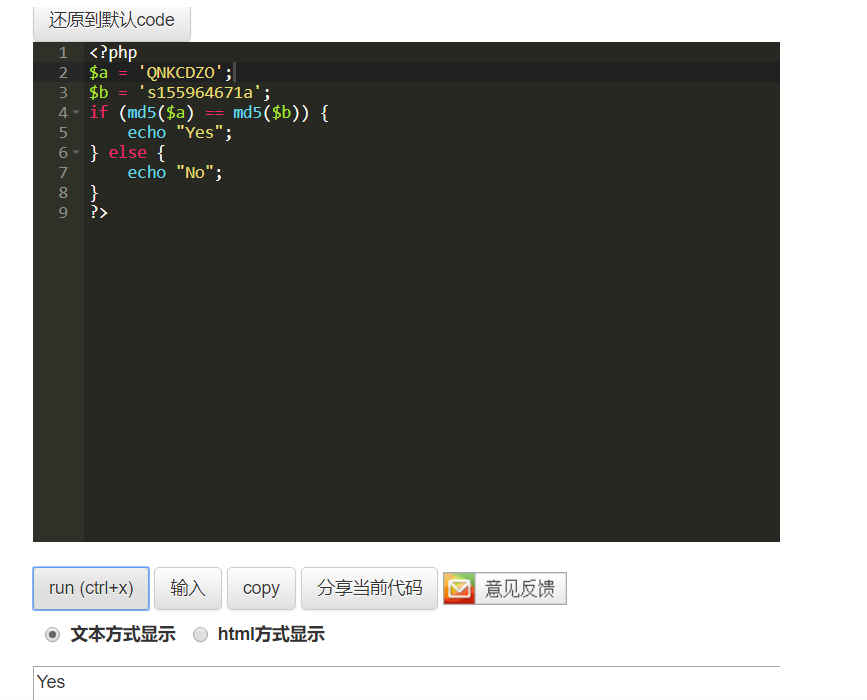 还原到默认code
1 <?php
2 $a = 'QNKCDZO';
3 $b = 's155964671a';
4 if (md5($a) == md5($b)) {
5     echo "Yes";
6 } else {
7     echo "No";
8 }
9 ?>
run (ctrl+x) 输入 copy 分享当前代码 意见反馈
文本方式显示 html方式显示
Yes